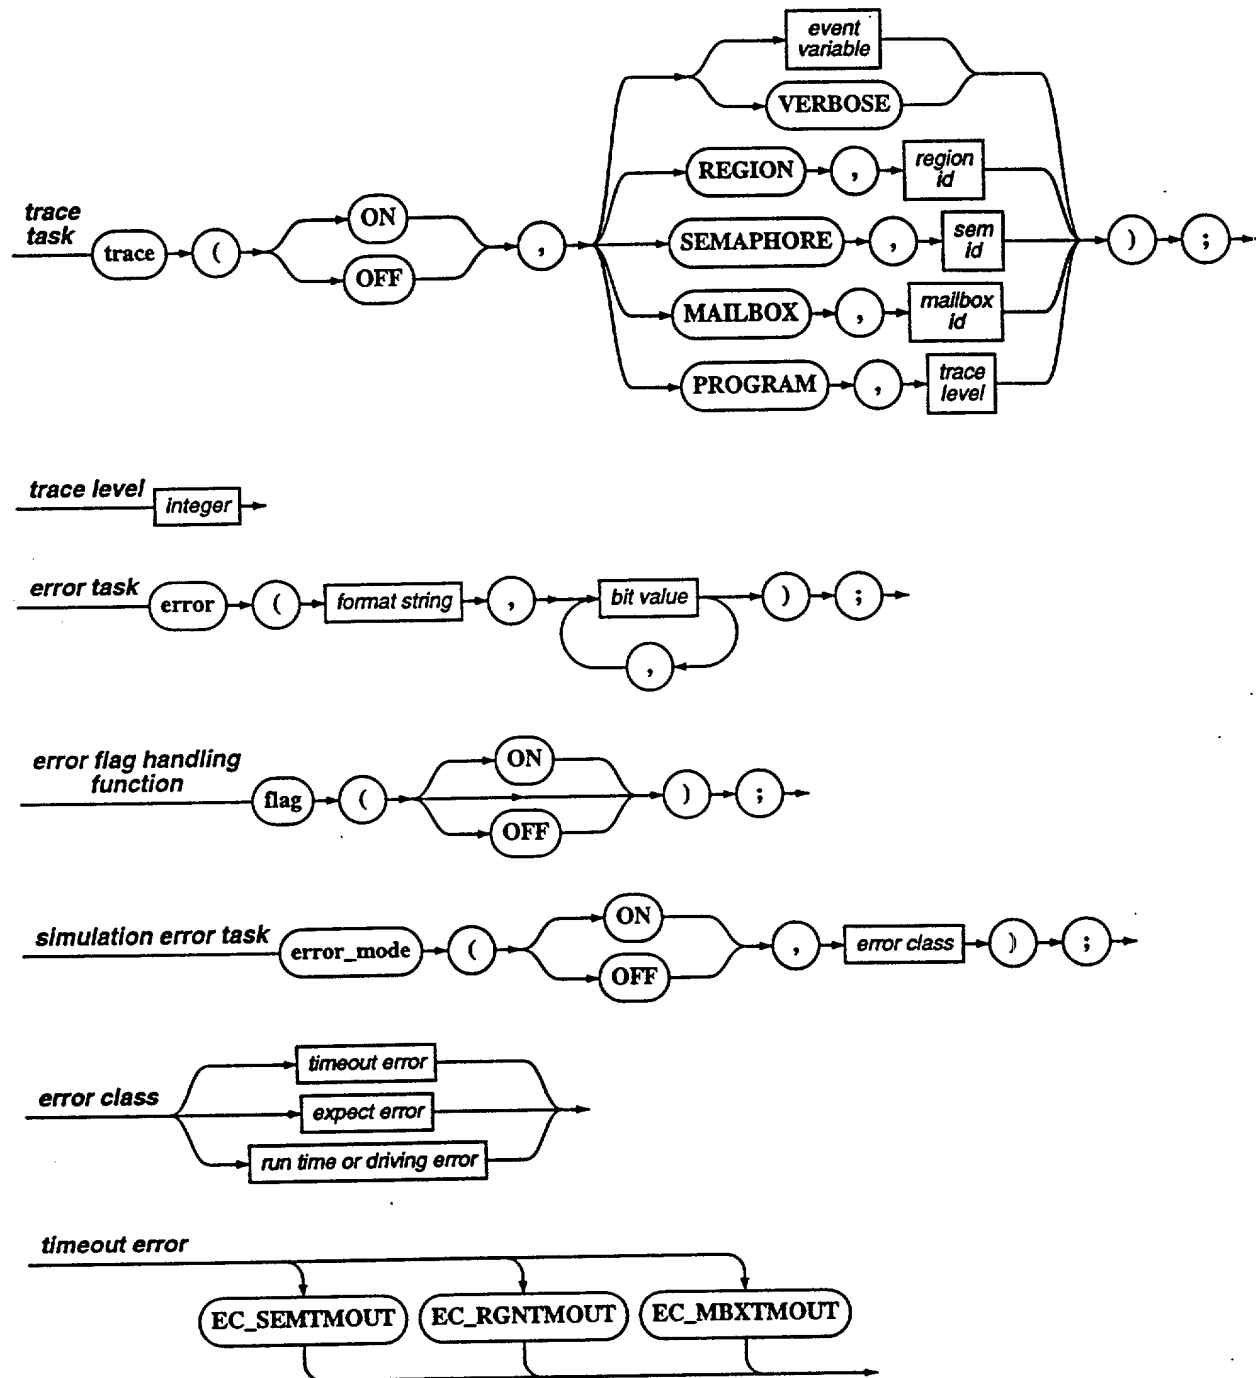 event
variable
VERBOSE
REGION , region
id
trace
task trace ( ON
OFF , SEMAPHORE , sem
id ) ;
MAILBOX , mailbox
id
PROGRAM , trace
level
trace level integer
error task error ( format string , bit value ) ;
,
error flag handling
function flag ( ON
OFF ) ;
simulation error task error_mode ( ON
OFF , error class ) ;
error class timeout error
expect error
run time or driving error
timeout error
EC_SEMTMOUT EC_RGNTMOUT EC_MBXTMOUT